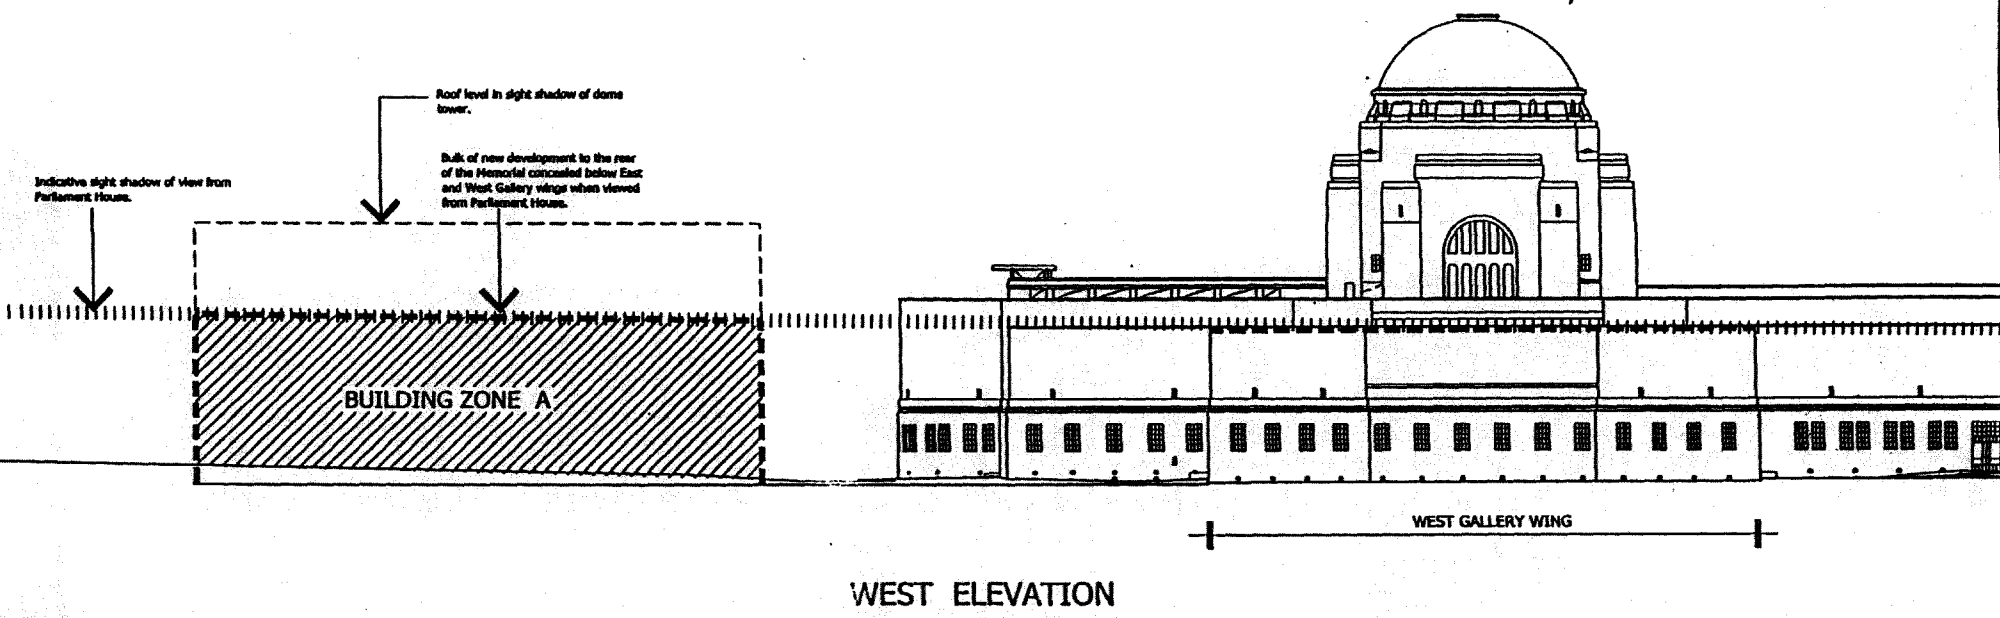 Roof level in sight shadow of dome
tower.
Bulk of new development to the rear
of the Memorial concealed below East
and West Gallery wings when viewed
from Parliament House.
Indicative sight shadow of view from
Parliament House.
BUILDING ZONE A
WEST GALLERY WING
WEST ELEVATION